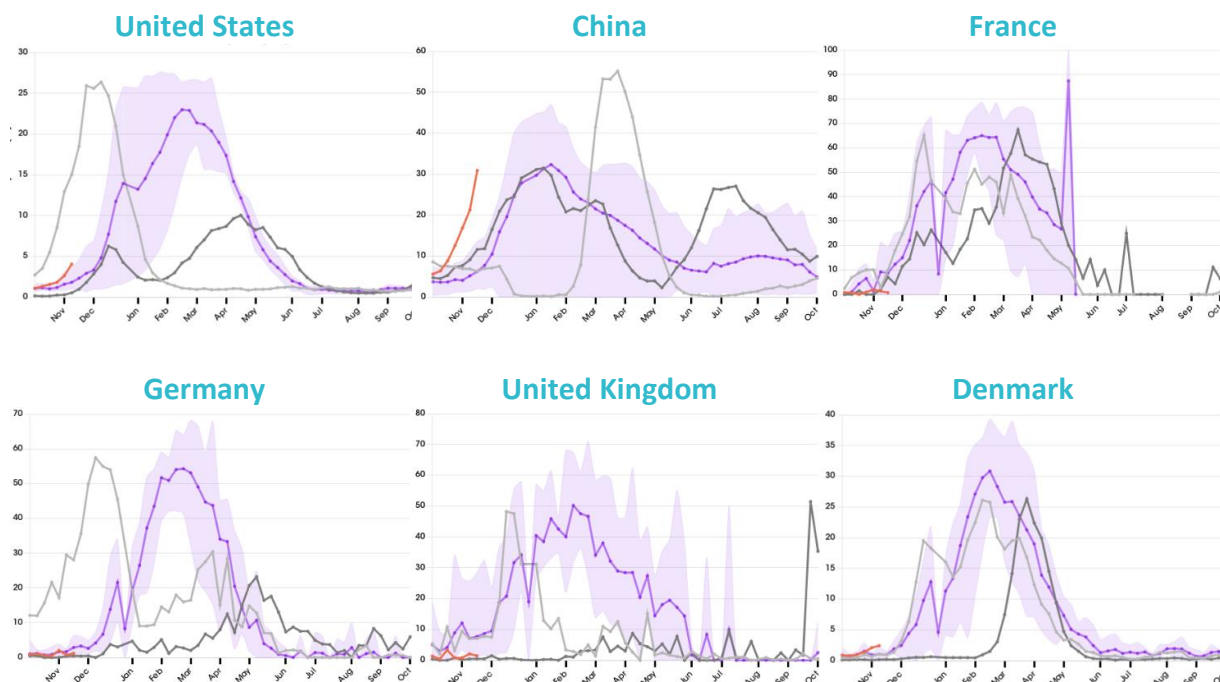 United States
China
France
30
25
20
15
10
5
0
Nov
Dec
Jan
Feb
Mar
Apr
May
Jun
Jul
Aug
Sep
60
50
40
30
20
10
0
Nov
Dec
Jan
Feb
Mar
Apr
May
Jun
Jul
Aug
Sep
Oct
100
90
80
70
60
50
40
30
20
10
0
Nov
Dec
Jan
Feb
Mar
Apr
May
Jun
Jul
Aug
Sep
Oct
Germany
United Kingdom
Denmark
70
60
50
40
30
20
10
0
Nov
Dec
Jan
Feb
Mar
Apr
May
Jun
Jul
Aug
Sep
Oct
80
70
60
50
40
30
20
10
0
Nov
Dec
Jan
Feb
Mar
Apr
May
Jun
Jul
Aug
Sep
Oct
40
35
30
25
20
15
10
5
0
Nov
Dec
Jan
Feb
Mar
Apr
May
Jun
Jul
Aug
Sep
Oct